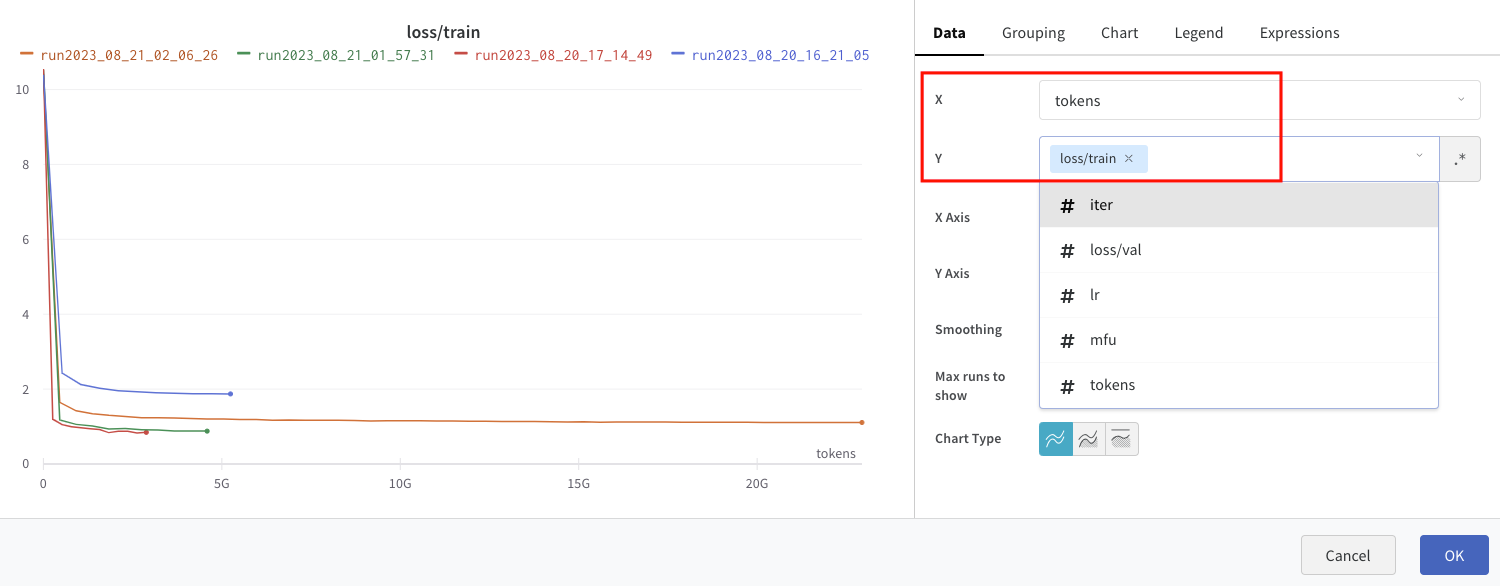 loss/train
run2023_08_21_02_06_26 run2023_08_21_01_57_31 run2023_08_20_17_14_49 run2023_08_20_16_21_05
10
8
6
4
2
0
tokens
0 5G 10G 15G 20G
Data Grouping Chart Legend Expressions
X tokens
Y loss/train × .*
# iter
X Axis
# loss/val
Y Axis
# lr
Smoothing
# mfu
Max runs to
show
# tokens
Chart Type
Cancel OK